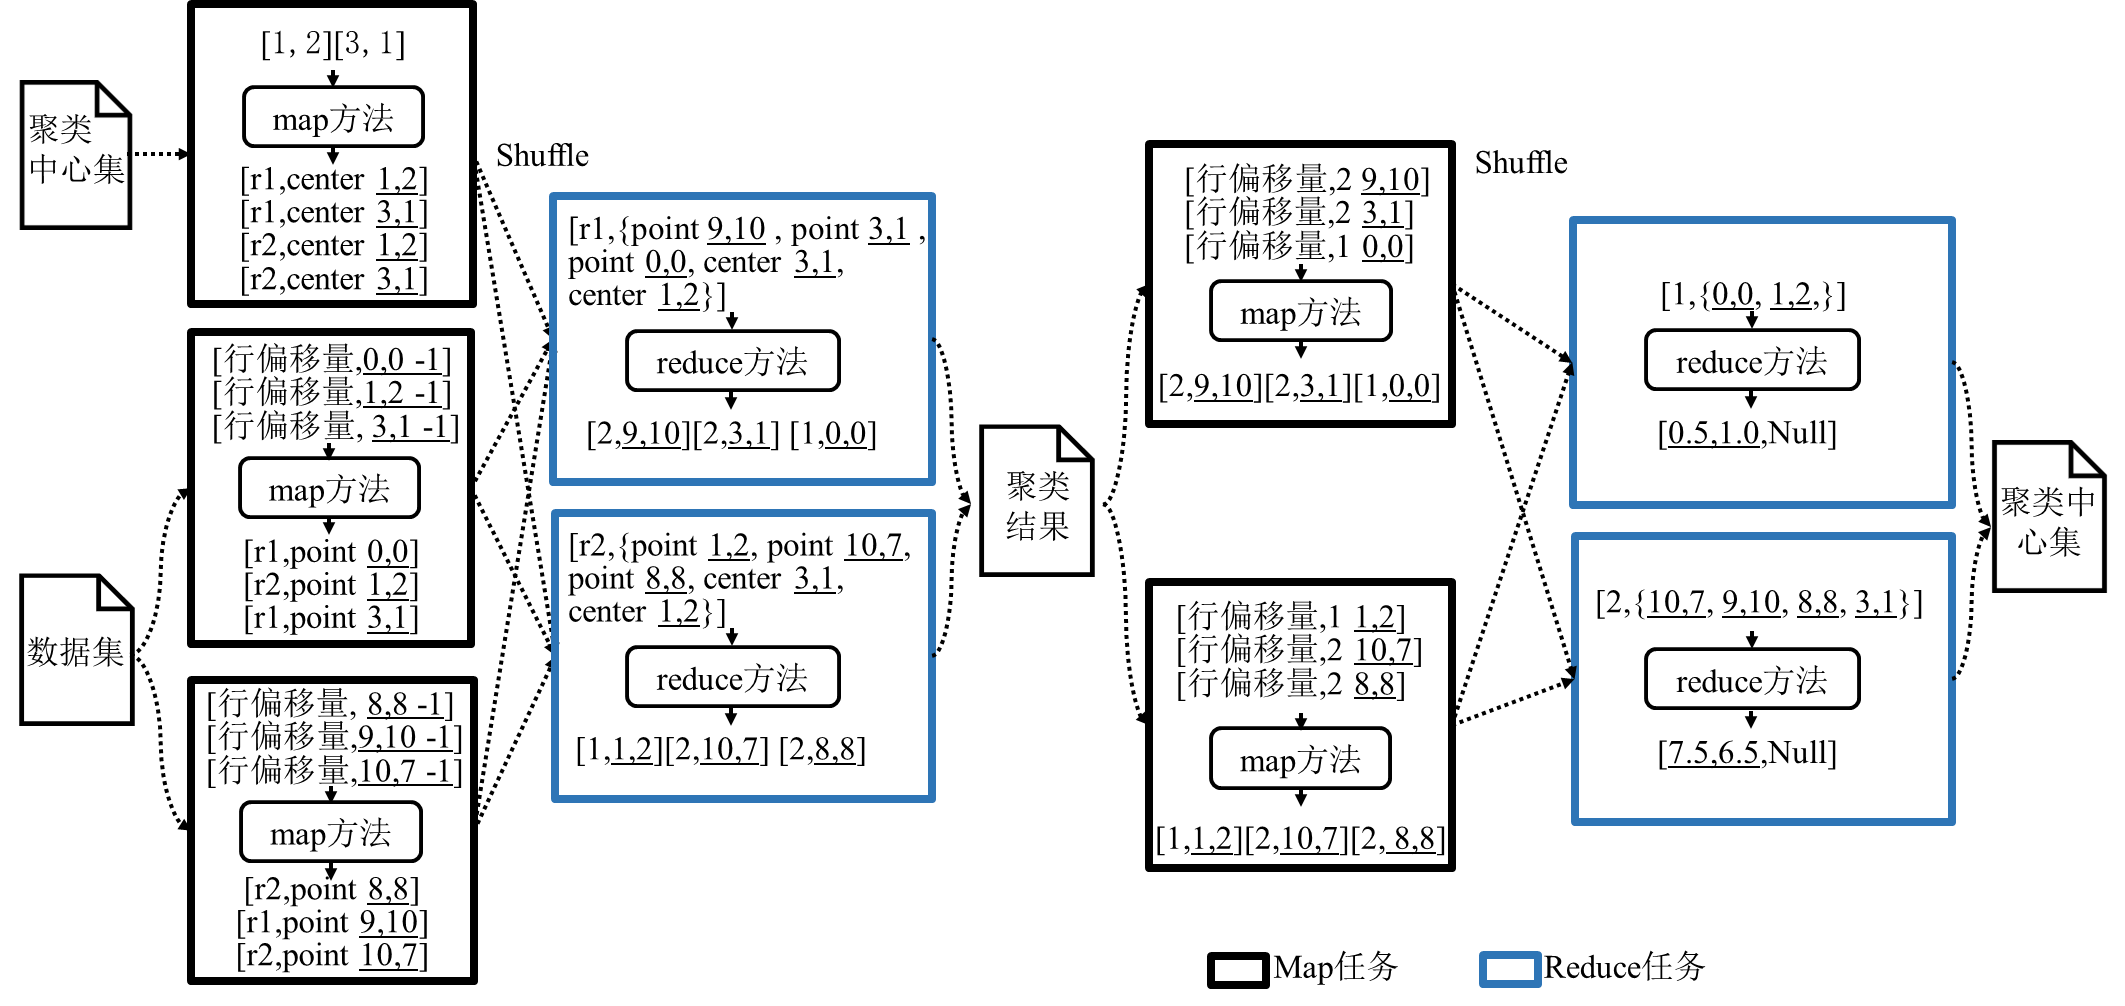 聚类
中心集
[1, 2][3, 1]
map方法
[r1,center 1,2]
[r1,center 3,1]
[r2,center 1,2]
[r2,center 3,1]
数据集
[行偏移量,0,0 -1]
[行偏移量,1,2 -1]
[行偏移量, 3,1 -1]
map方法
[r1,point 0,0]
[r2,point 1,2]
[r1,point 3,1]
[行偏移量, 8,8 -1]
[行偏移量,9,10 -1]
[行偏移量,10,7 -1]
map方法
[r2,point 8,8]
[r1,point 9,10]
[r2,point 10,7]
Shuffle
[r1,{point 9,10 , point 3,1 ,
point 0,0, center 3,1,
center 1,2}]
reduce方法
[2,9,10][2,3,1] [1,0,0]
[r2,{point 1,2, point 10,7,
point 8,8, center 3,1,
center 1,2}]
reduce方法
[1,1,2][2,10,7] [2,8,8]
聚类
结果
[行偏移量,2 9,10]
[行偏移量,2 3,1]
[行偏移量,1 0,0]
map方法
[2,9,10][2,3,1][1,0,0]
[行偏移量,1 1,2]
[行偏移量,2 10,7]
[行偏移量,2 8,8]
map方法
[1,1,2][2,10,7][2, 8,8]
Shuffle
[1,{0,0, 1,2,}]
reduce方法
[0.5,1.0,Null]
[2,{10,7, 9,10, 8,8, 3,1}]
reduce方法
[7.5,6.5,Null]
聚类中
心集
Map任务
Reduce任务